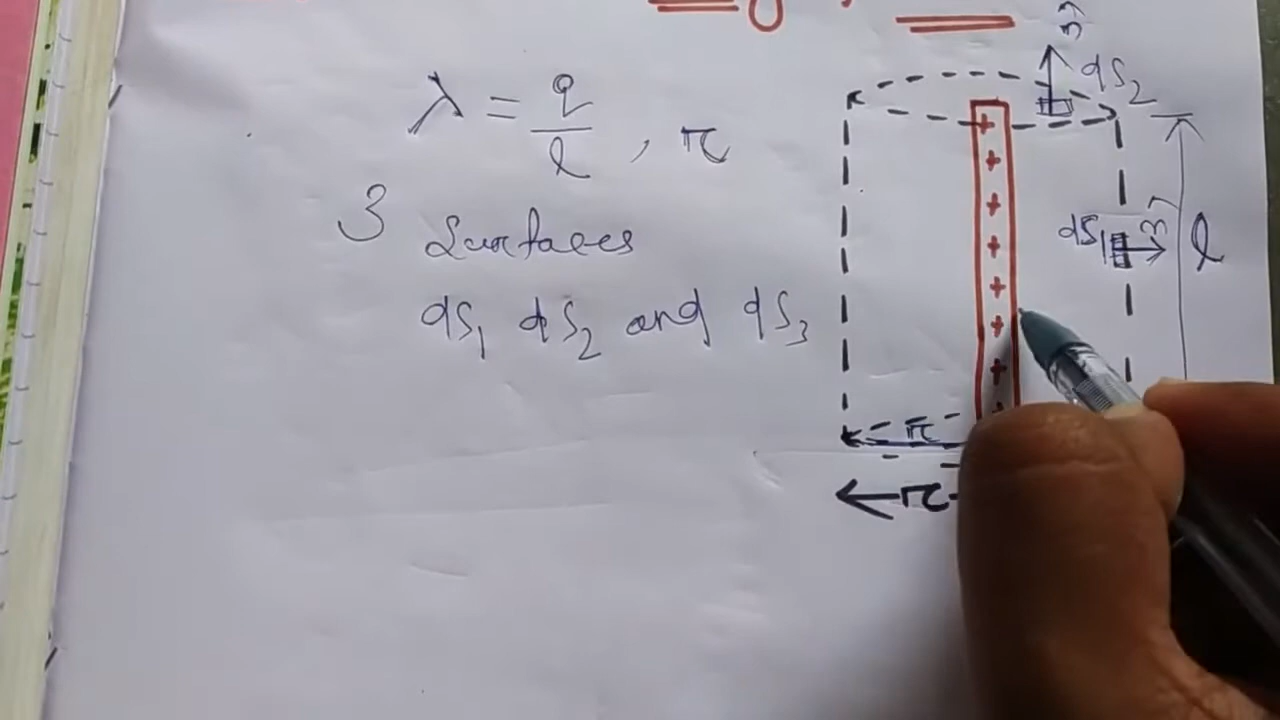 λ = q/l , r
3 Surfaces
dS₁ dS₂ and dS₃
n̂
dS₂
dS₁
n̂
l
+
+
+
+
+
+
+
r
r